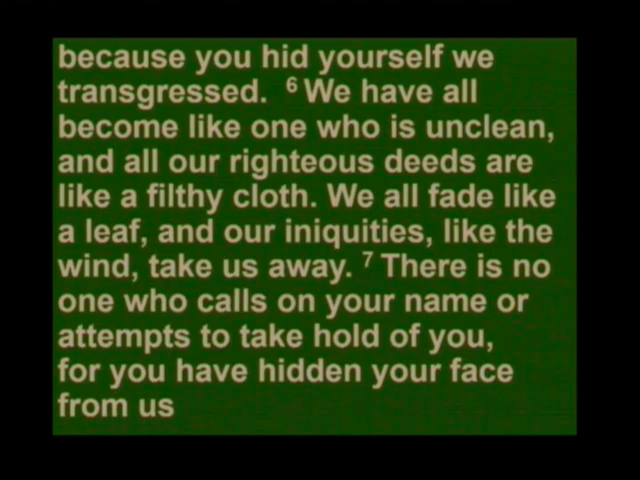 because you hid yourself we
transgressed. ⁶ We have all
become like one who is unclean,
and all our righteous deeds are
like a filthy cloth. We all fade like
a leaf, and our iniquities, like the
wind, take us away. ⁷ There is no
one who calls on your name or
attempts to take hold of you,
for you have hidden your face
from us